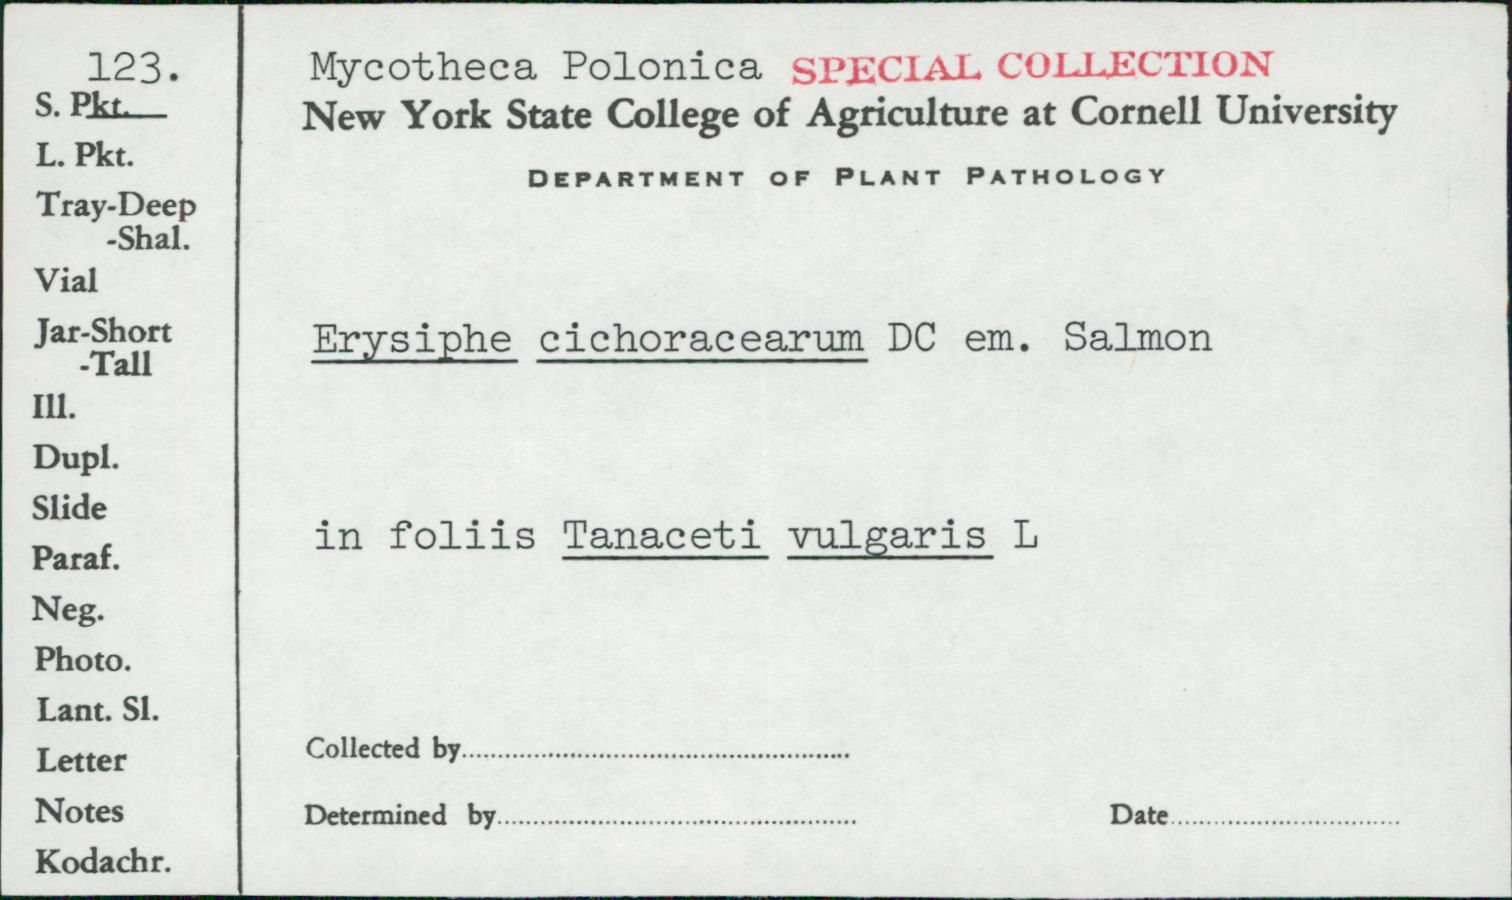 123.
S. Pkt.
L. Pkt.
Tray-Deep
-Shal.
Vial
Jar-Short
-Tall
Ill.
Dupl.
Slide
Paraf.
Neg.
Photo.
Lant. Sl.
Letter
Notes
Kodachr.
Mycotheca Polonica SPECIAL COLLECTION
New York State College of Agriculture at Cornell University
DEPARTMENT OF PLANT PATHOLOGY
Erysiphe cichoracearum DC em. Salmon
in foliis Tanaceti vulgaris L
Collected by
Determined by Date